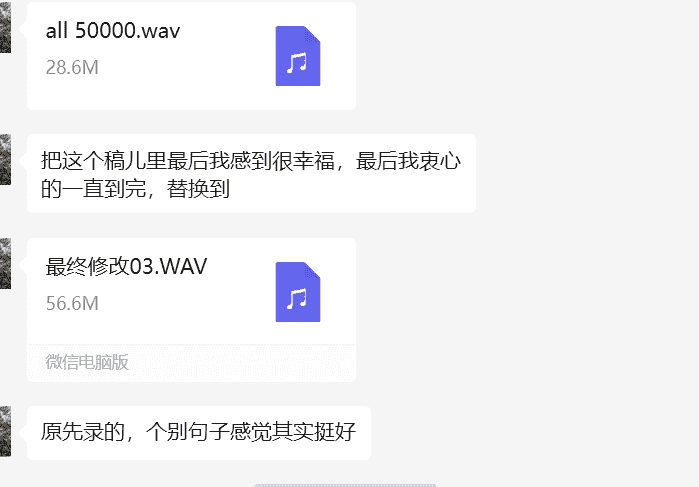 all 50000.wav
28.6M
把这个稿儿里最后我感到很幸福，最后我衷心
的一直到完，替换到
最终修改03.WAV
56.6M
微信电脑版
原先录的，个别句子感觉其实挺好